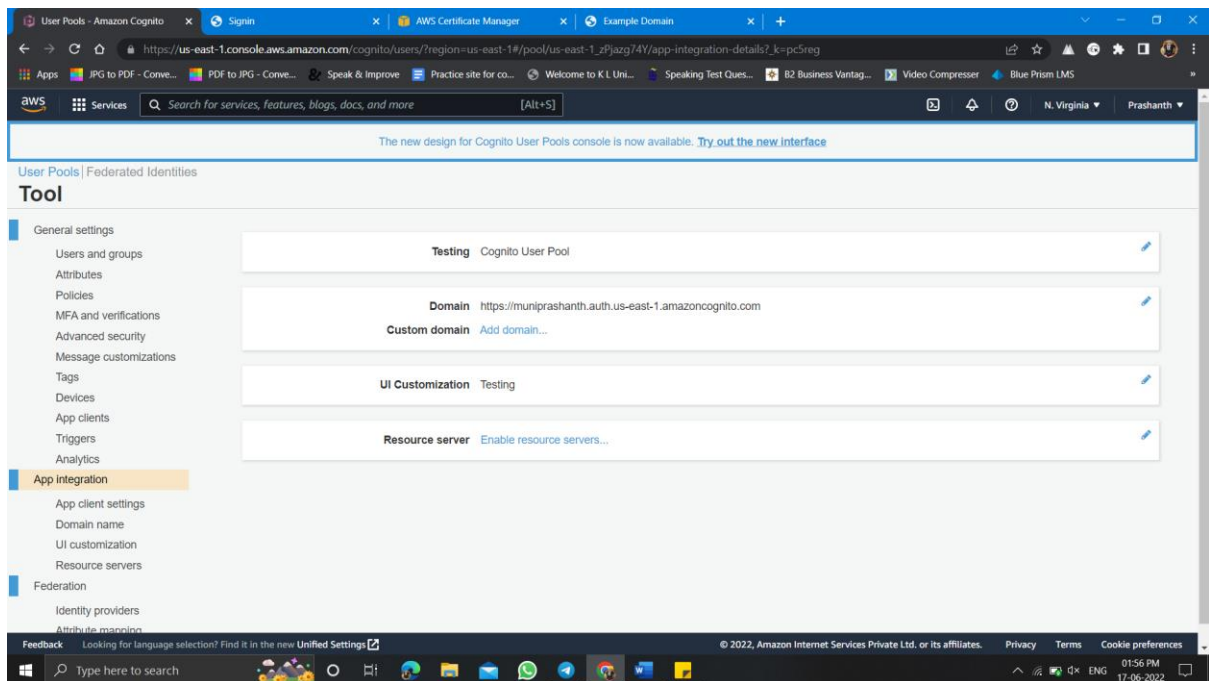 User Pools - Amazon Cognito
Signin
AWS Certificate Manager
Example Domain
https://us-east-1.console.aws.amazon.com/cognito/users/?region=us-east-1#/pool/us-east-1_zPjazg74Y/app-integration-details?_k=pc5reg
Apps JPG to PDF - Conve... PDF to JPG - Conve... Speak & Improve Practice site for co... Welcome to K L Uni... Speaking Test Ques... B2 Business Vantag... Video Compresser Blue Prism LMS »
aws Services Search for services, features, blogs, docs, and more [Alt+S] N. Virginia Prashanth
The new design for Cognito User Pools console is now available. Try out the new interface
User Pools | Federated Identities
Tool
General settings
Users and groups
Attributes
Policies
MFA and verifications
Advanced security
Message customizations
Tags
Devices
App clients
Triggers
Analytics
App integration
App client settings
Domain name
UI customization
Resource servers
Federation
Identity providers
Attribute mapping
Testing Cognito User Pool
Domain https://muniprashanth.auth.us-east-1.amazoncognito.com
Custom domain Add domain...
UI Customization Testing
Resource server Enable resource servers...
Feedback Looking for language selection? Find it in the new Unified Settings © 2022, Amazon Internet Services Private Ltd. or its affiliates. Privacy Terms Cookie preferences
Type here to search ENG 01:56 PM
17-06-2022